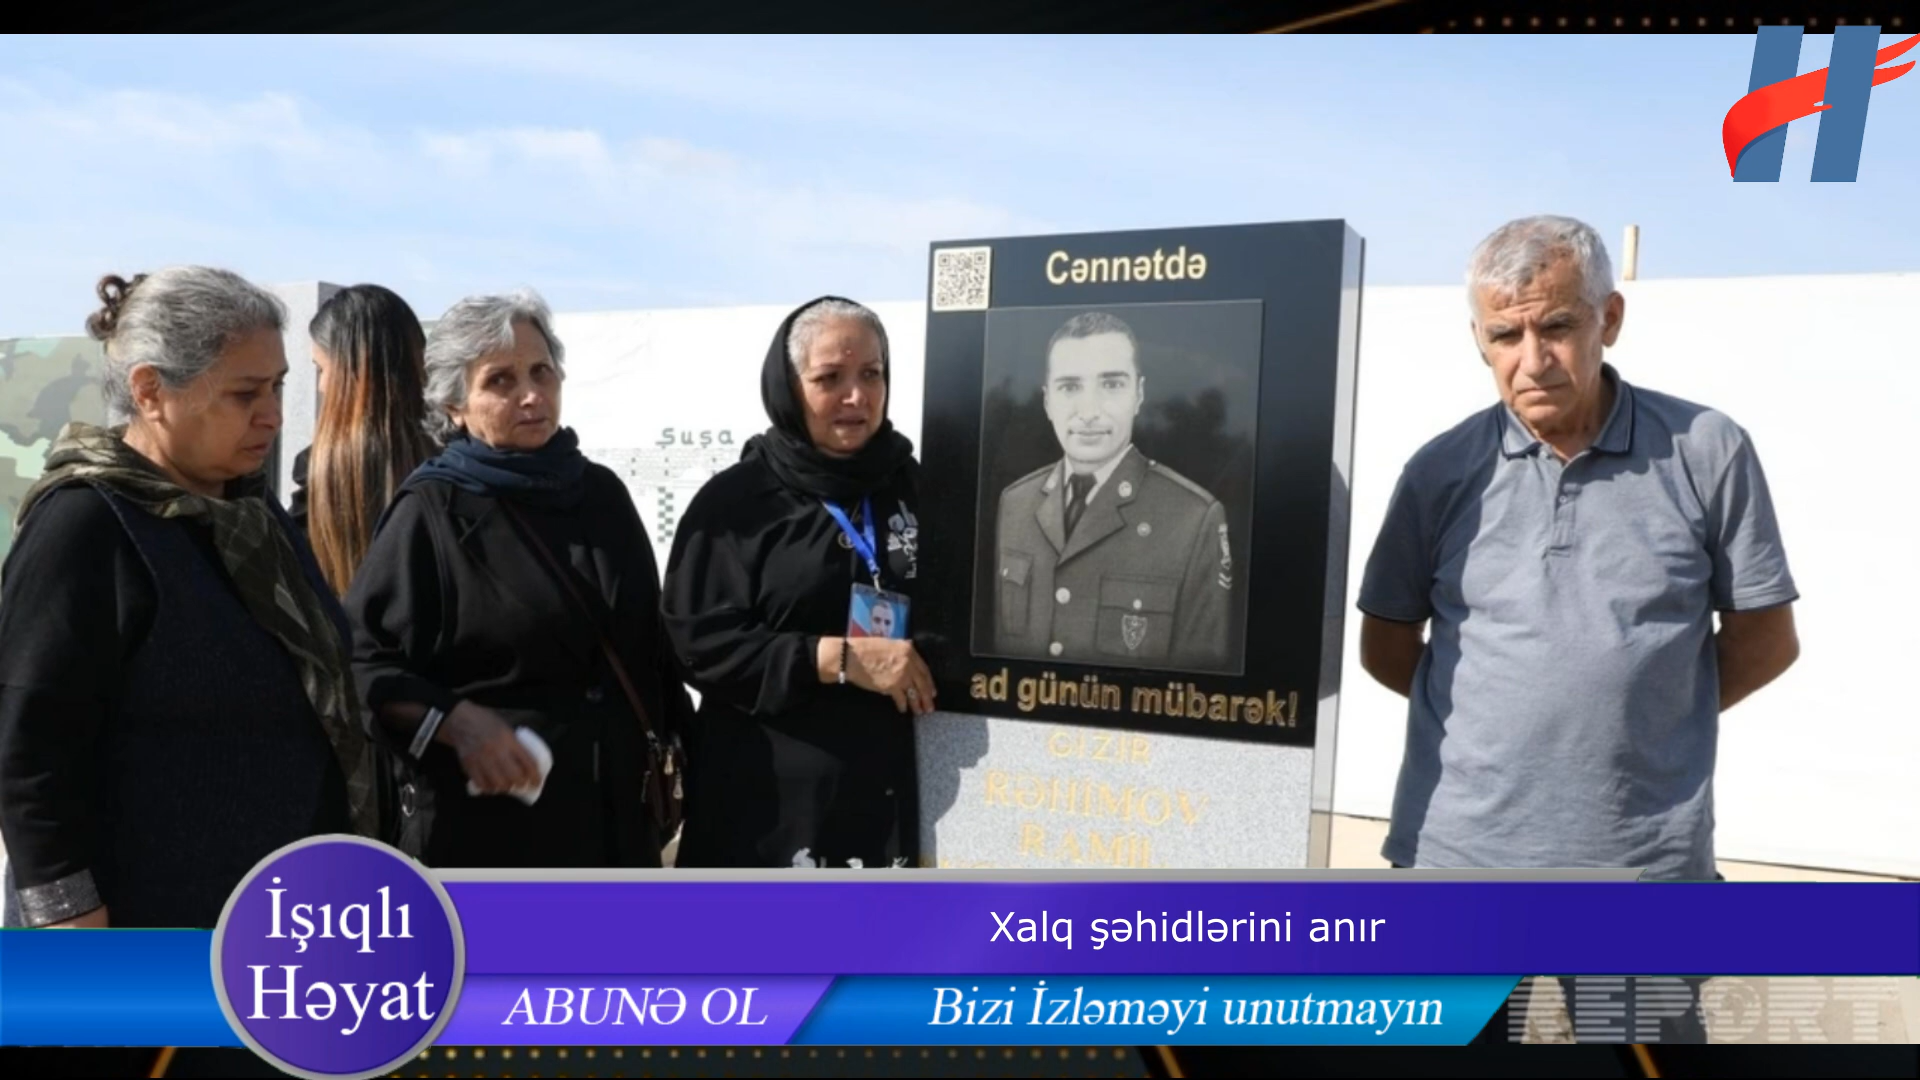 H
Cənnətdə
Şuşa
ad günün mübarək!
GİZİR
RƏHİMOV
RAMİL
İşıqlı
Həyat
Xalq şəhidlərini anır
ABUNƏ OL
Bizi İzləməyi unutmayın
REPORT